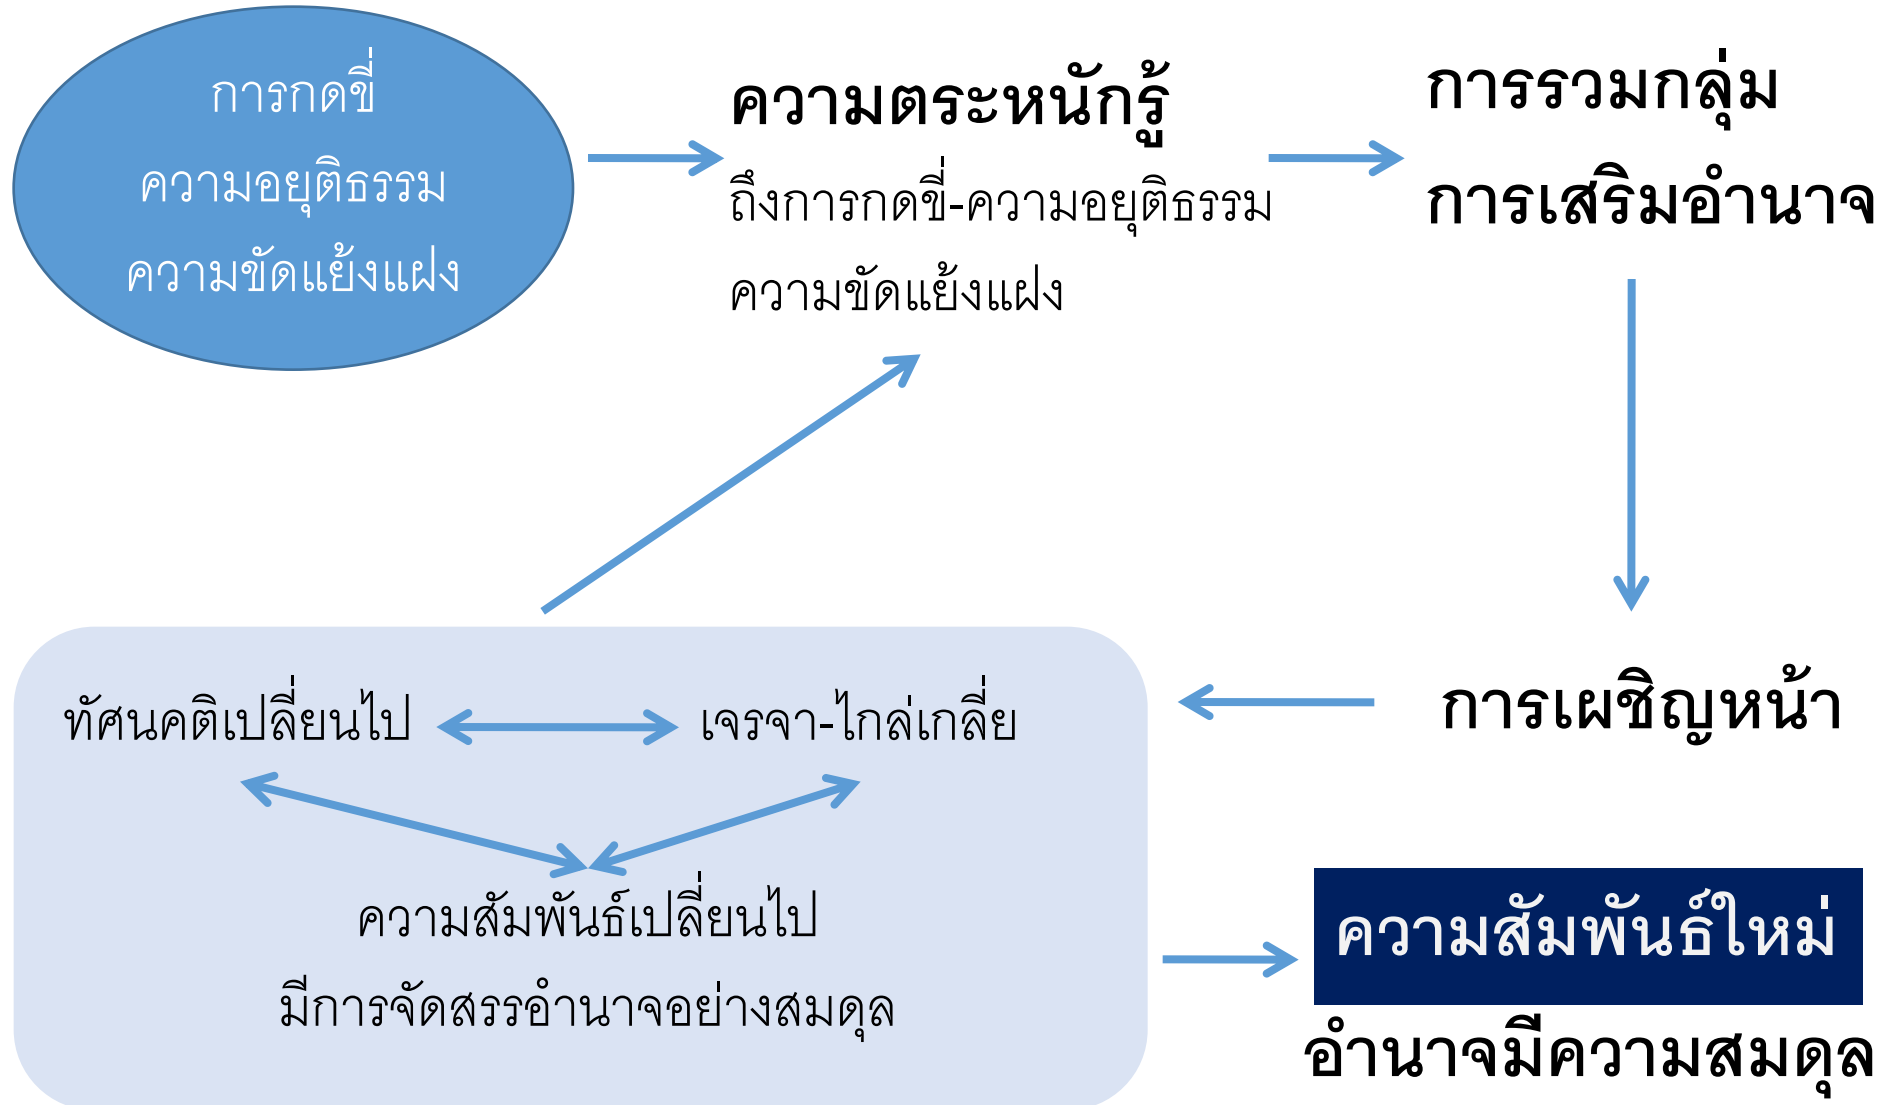 การกดขี่
ความอยุติธรรม
ความขัดแย้งแฝง
ความตระหนักรู้
ถึงการกดขี่-ความอยุติธรรม
ความขัดแย้งแฝง
การรวมกลุ่ม
การเสริมอำนาจ
การเผชิญหน้า
ทัศนคติเปลี่ยนไป
เจรจา-ไกล่เกลี่ย
ความสัมพันธ์เปลี่ยนไป
มีการจัดสรรอำนาจอย่างสมดุล
ความสัมพันธ์ใหม่
อำนาจมีความสมดุล